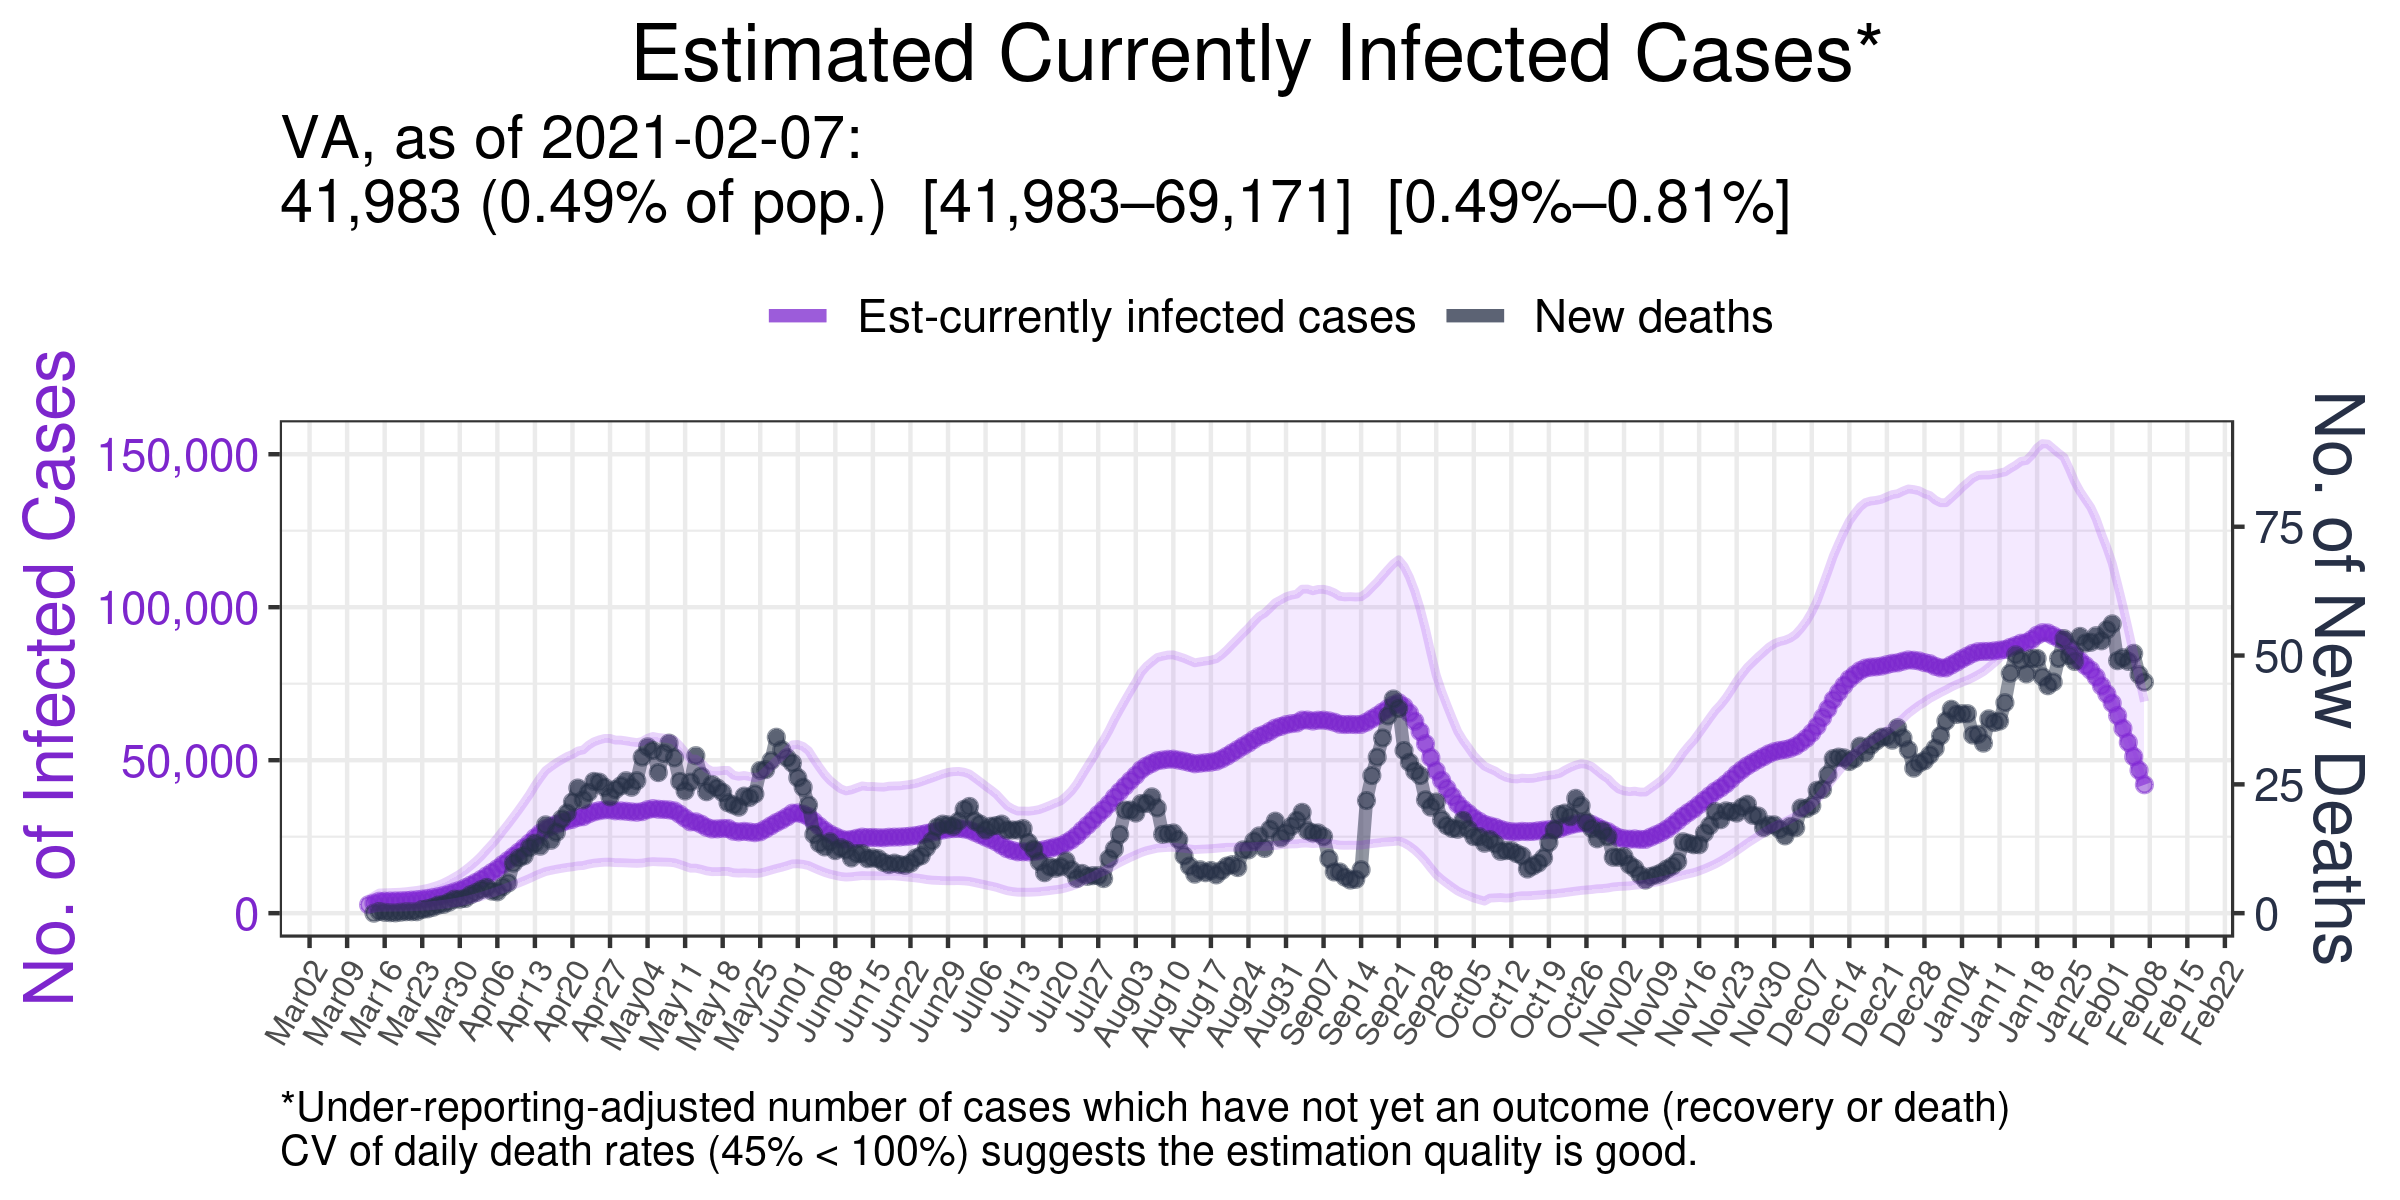 Estimated Currently Infected Cases*
VA, as of 2021-02-07:
41,983 (0.49% of pop.) [41,983–69,171] [0.49%–0.81%]
Est-currently infected cases New deaths
No. of Infected Cases
150,000
100,000
50,000
0
75
50
25
0
No. of New Deaths
Mar02 Mar09 Mar16 Mar23 Mar30 Apr06 Apr13 Apr20 Apr27 May04 May11 May18 May25 Jun01 Jun08 Jun15 Jun22 Jun29 Jul06 Jul13 Jul20 Jul27 Aug03 Aug10 Aug17 Aug24 Aug31 Sep07 Sep14 Sep21 Sep28 Oct05 Oct12 Oct19 Oct26 Nov02 Nov09 Nov16 Nov23 Nov30 Dec07 Dec14 Dec21 Dec28 Jan04 Jan11 Jan18 Jan25 Feb01 Feb08 Feb15 Feb22
*Under-reporting-adjusted number of cases which have not yet an outcome (recovery or death)
CV of daily death rates (45% < 100%) suggests the estimation quality is good.